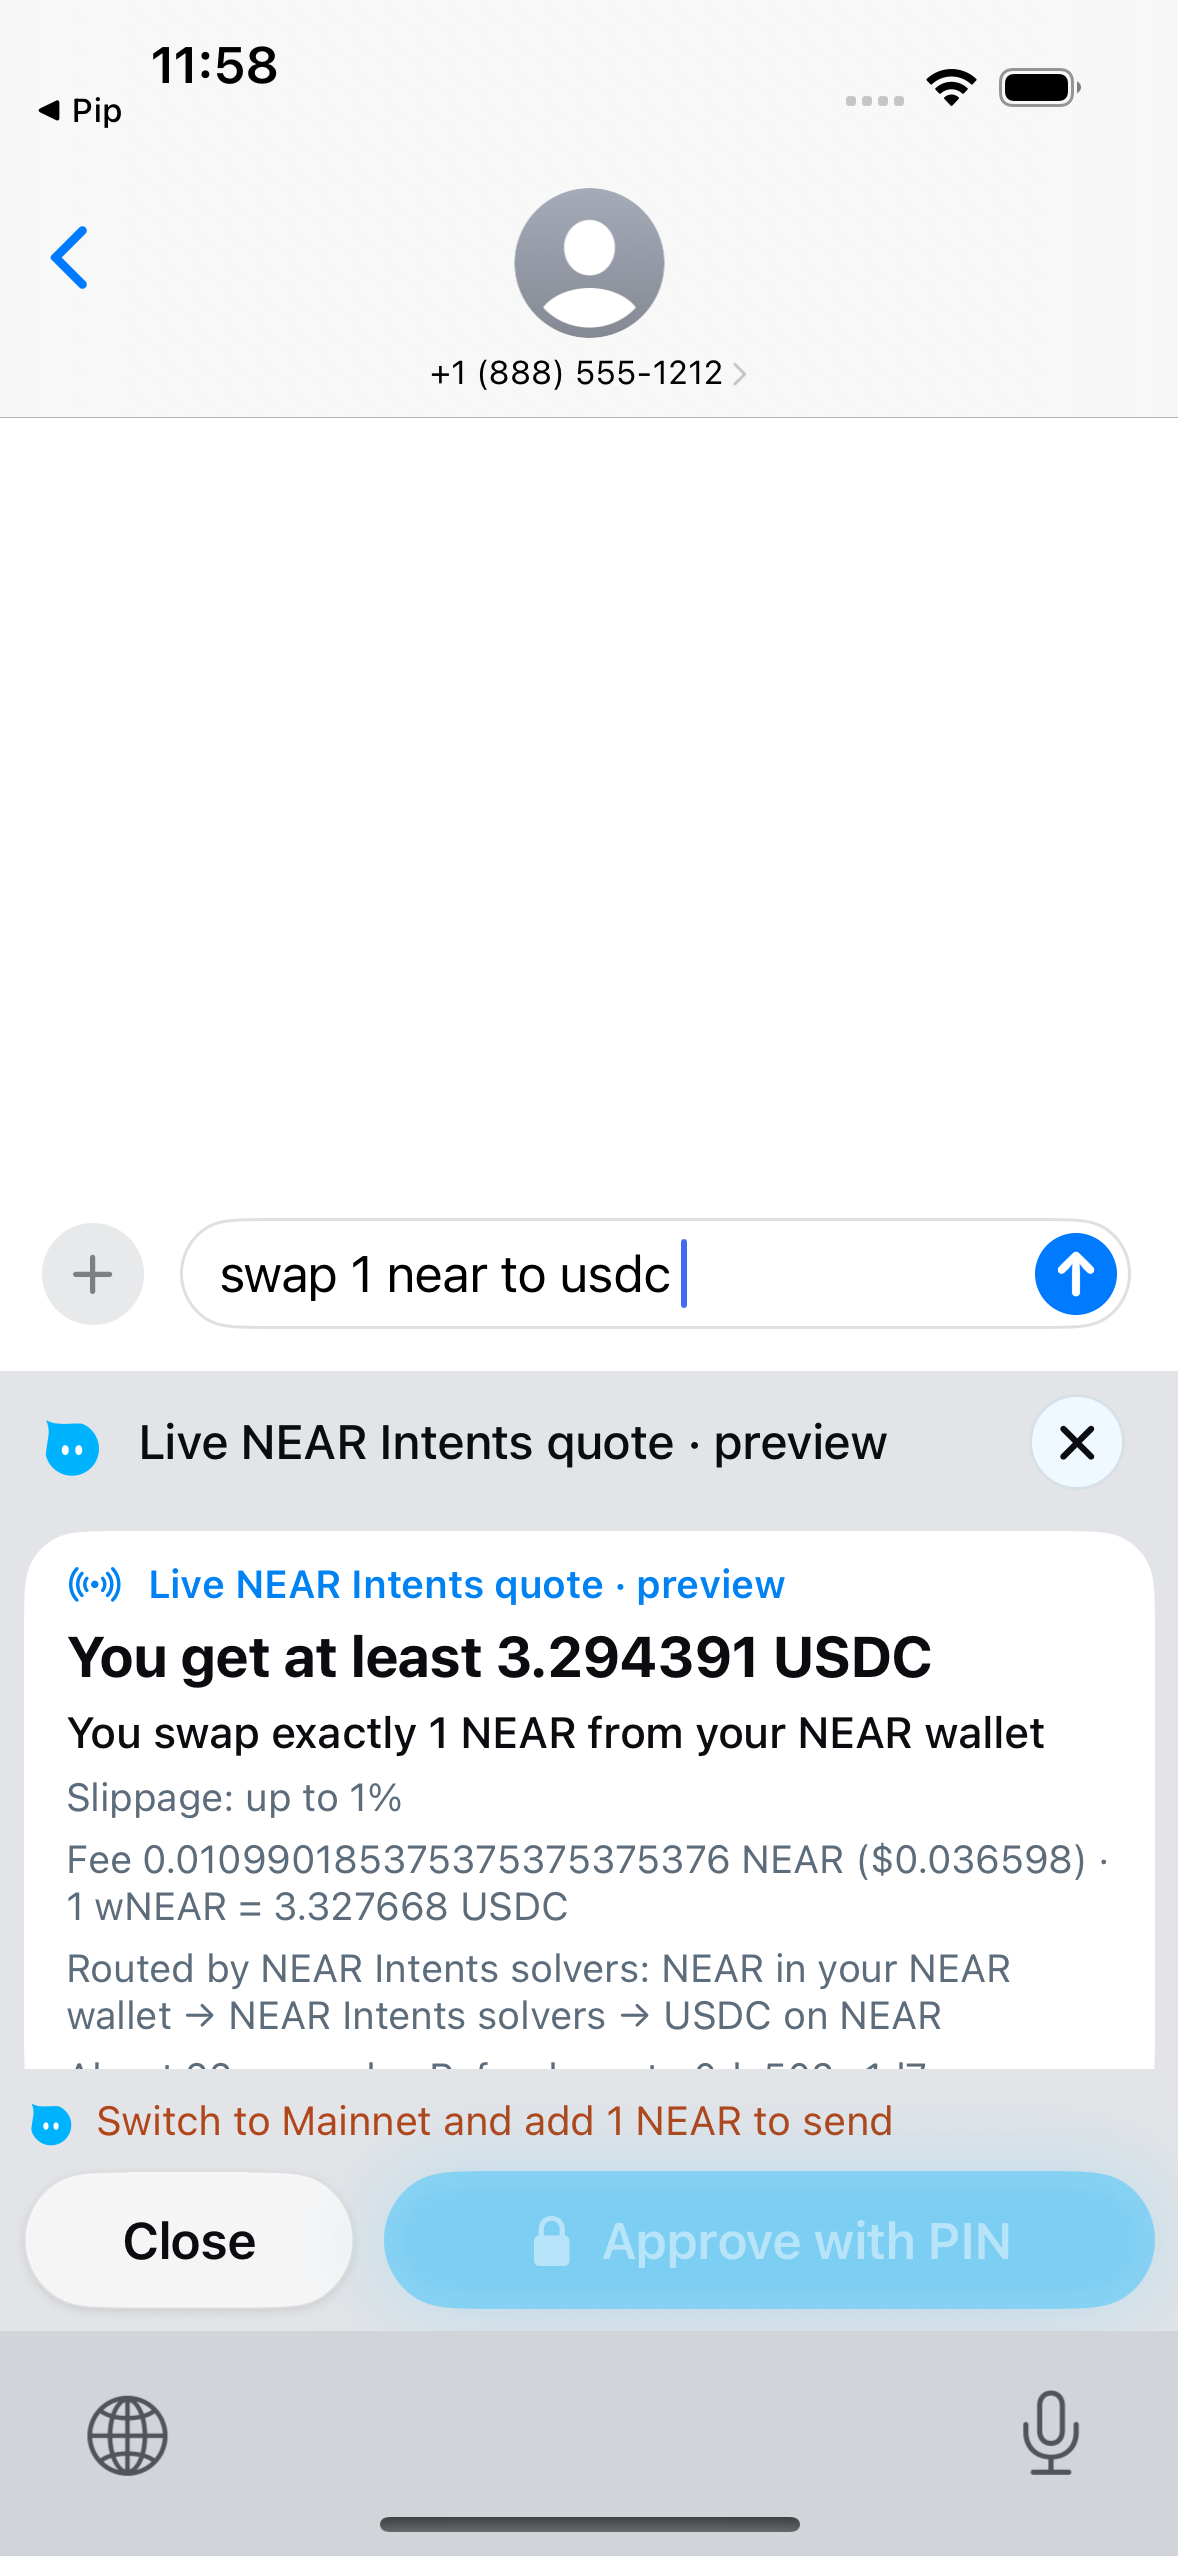 11:58
◀ Pip
+1 (888) 555-1212
swap 1 near to usdc
Live NEAR Intents quote · preview
Live NEAR Intents quote · preview
You get at least 3.294391 USDC
You swap exactly 1 NEAR from your NEAR wallet
Slippage: up to 1%
Fee 0.010990185375375375375376 NEAR ($0.036598) ·
1 wNEAR = 3.327668 USDC
Routed by NEAR Intents solvers: NEAR in your NEAR
wallet → NEAR Intents solvers → USDC on NEAR
Switch to Mainnet and add 1 NEAR to send
Close
Approve with PIN